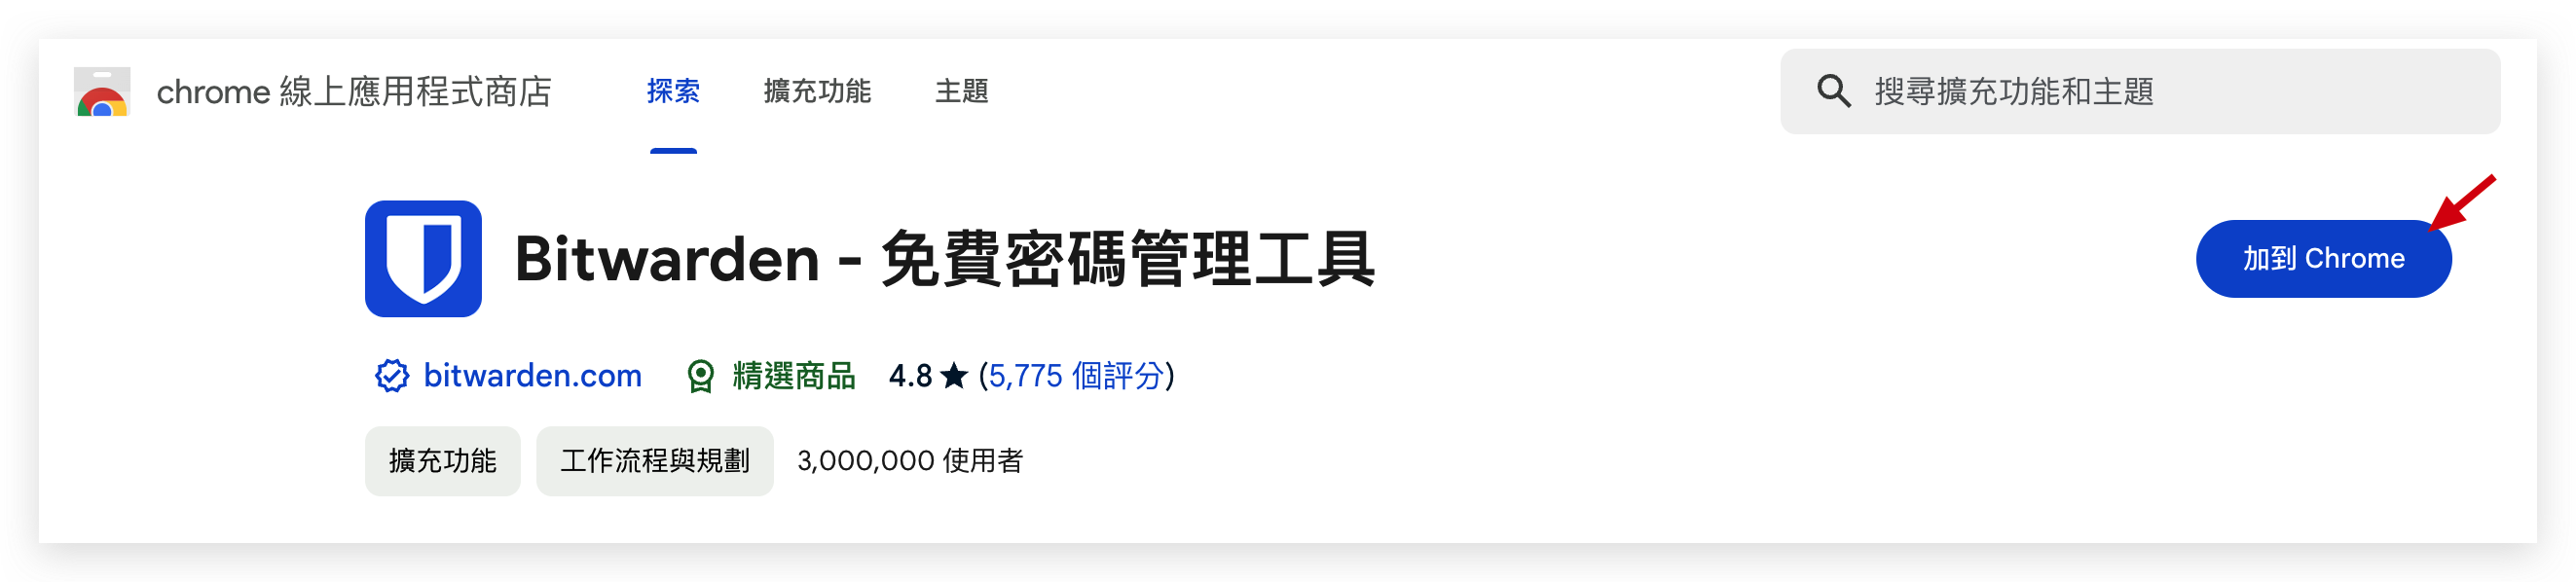 chrome 線上應用程式商店 探索 擴充功能 主題 搜尋擴充功能和主題
Bitwarden - 免費密碼管理工具 加到 Chrome
bitwarden.com 精選商品 4.8★ (5,775 個評分)
擴充功能 工作流程與規劃 3,000,000 使用者